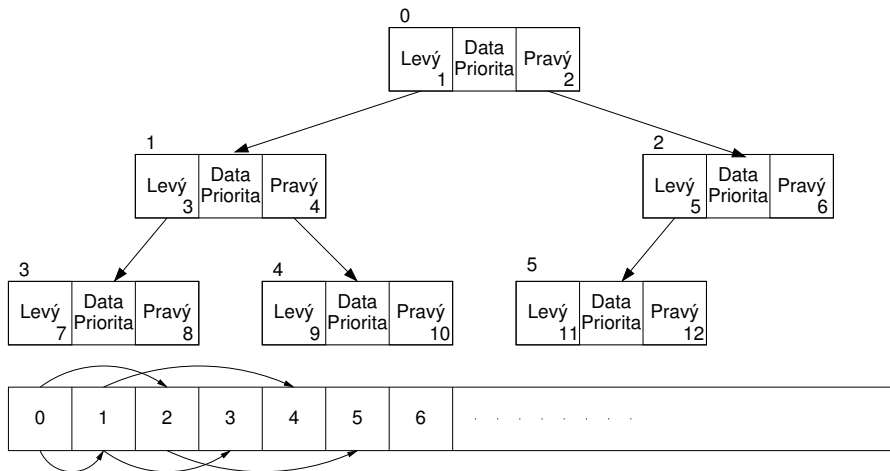 0
Levý 1 Data Priorita Pravý 2
1
Levý 3 Data Priorita Pravý 4
2
Levý 5 Data Priorita Pravý 6
3
Levý 7 Data Priorita Pravý 8
4
Levý 9 Data Priorita Pravý 10
5
Levý 11 Data Priorita Pravý 12
0 1 2 3 4 5 6 . . . . . . . .